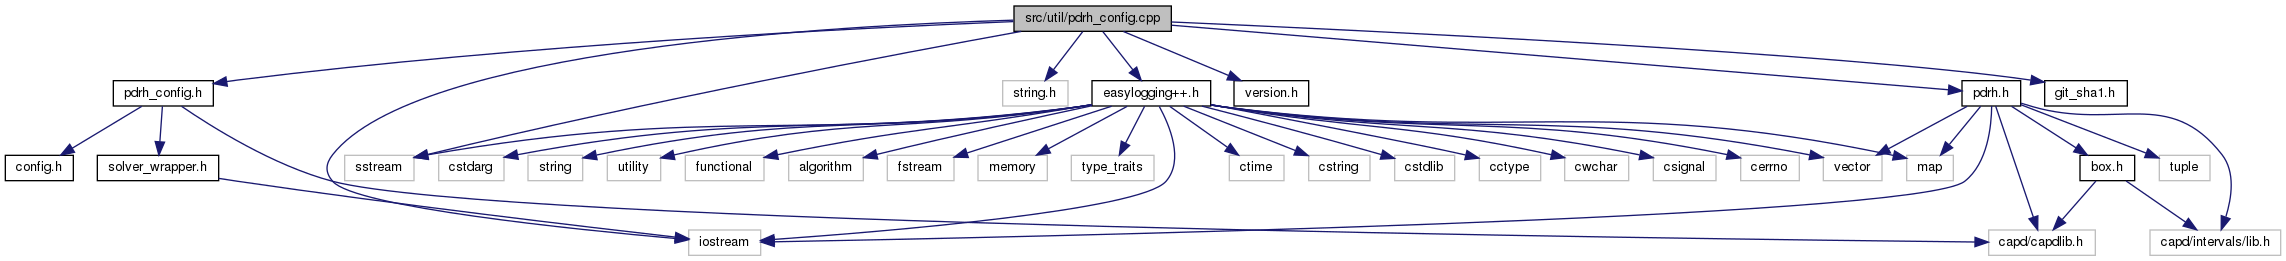 src/util/pdrh_config.cpp
pdrh_config.h
string.h
easylogging++.h
version.h
pdrh.h
git_sha1.h
config.h
solver_wrapper.h
sstream
cstdarg
string
utility
functional
algorithm
fstream
memory
type_traits
ctime
cstring
cstdlib
cctype
cwchar
csignal
cerrno
vector
map
box.h
tuple
iostream
capd/capdlib.h
capd/intervals/lib.h